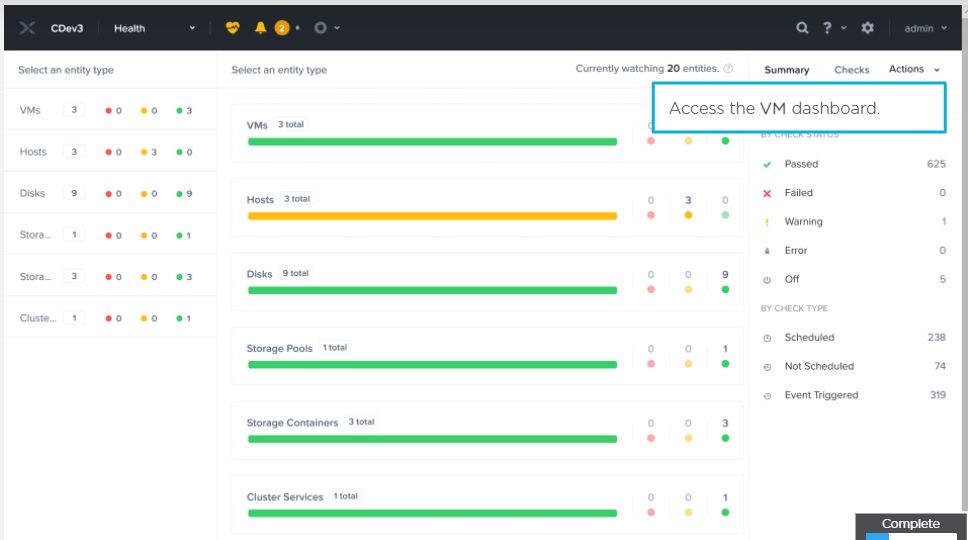 CDev3 Health 2 admin
Select an entity type
VMs 3 0 0 3
Hosts 3 0 3 0
Disks 9 0 0 9
Stora... 1 0 0 1
Stora... 3 0 0 3
Cluste... 1 0 0 1
Select an entity type Currently watching 20 entities. ?
VMs 3 total
Hosts 3 total 0 3 0
Disks 9 total 0 0 9
Storage Pools 1 total 0 0 1
Storage Containers 3 total 0 0 3
Cluster Services 1 total 0 0 1
Summary Checks Actions
Access the VM dashboard.
BY CHECK STATUS
Passed 625
Failed 0
Warning 1
Error 0
Off 5
BY CHECK TYPE
Scheduled 238
Not Scheduled 74
Event Triggered 319
Complete